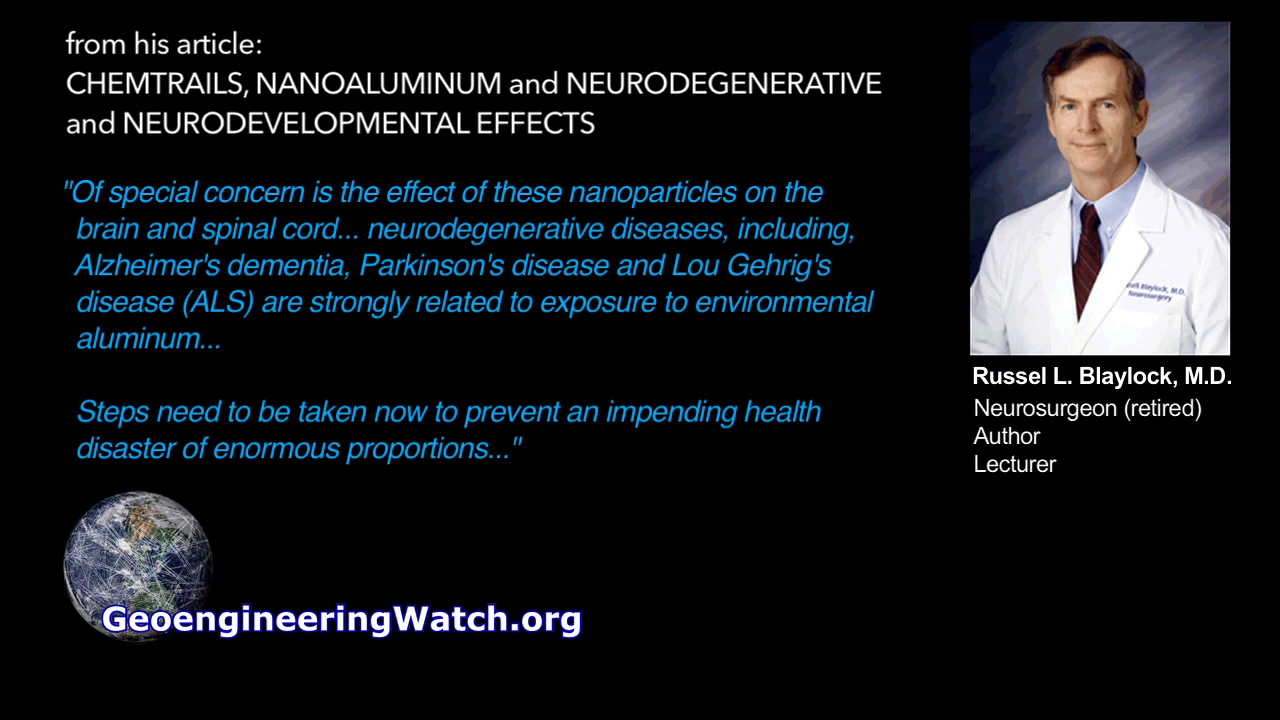 from his article:
CHEMTRAILS, NANOALUMINUM and NEURODEGENERATIVE
and NEURODEVELOPMENTAL EFFECTS
"Of special concern is the effect of these nanoparticles on the
brain and spinal cord... neurodegenerative diseases, including,
Alzheimer's dementia, Parkinson's disease and Lou Gehrig's
disease (ALS) are strongly related to exposure to environmental
aluminum...
Steps need to be taken now to prevent an impending health
disaster of enormous proportions..."
GeoengineeringWatch.org
Blaylock, M.D.
Neurosurgery
Russel L. Blaylock, M.D.
Neurosurgeon (retired)
Author
Lecturer